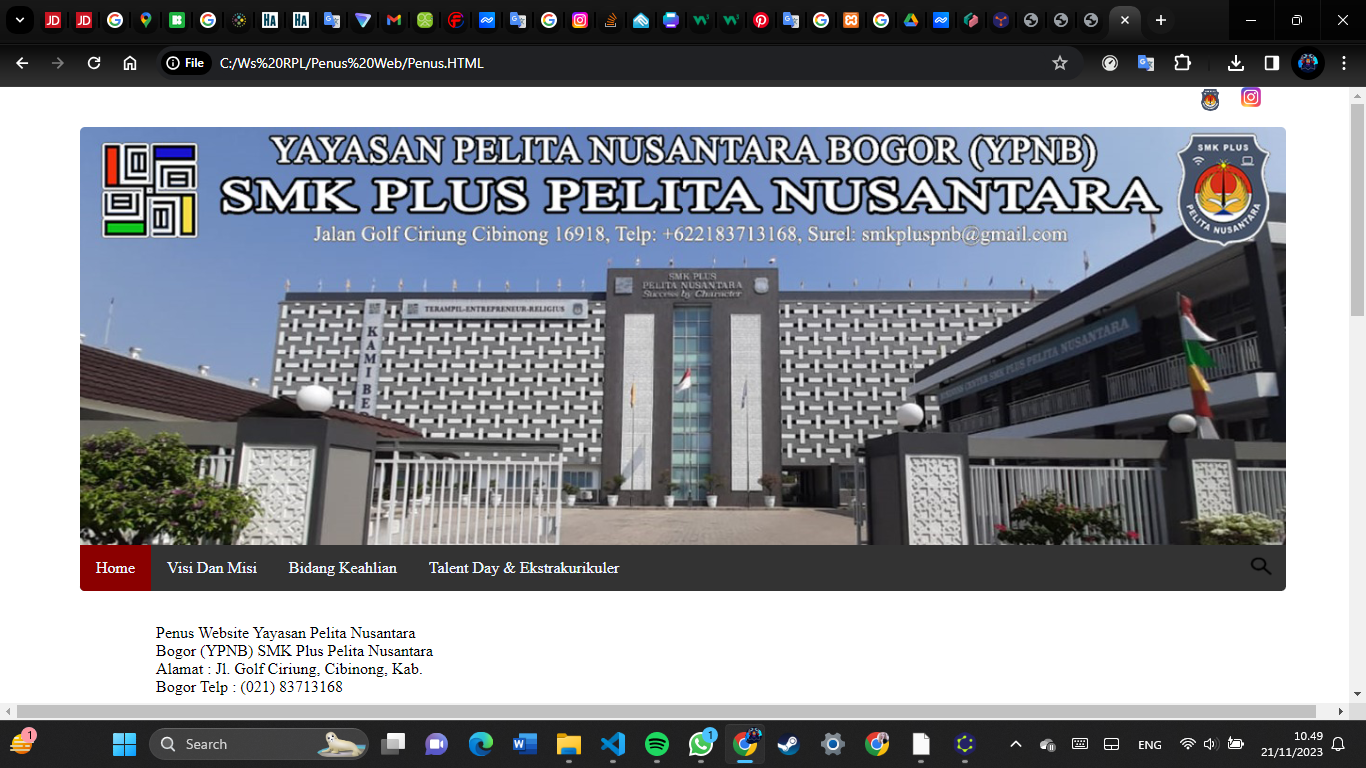 File
C:/Ws%20RPL/Penus%20Web/Penus.HTML
YAYASAN PELITA NUSANTARA BOGOR (YPNB)
SMK PLUS PELITA NUSANTARA
Jalan Golf Ciriung Cibinong 16918, Telp: +622183713168, Surel: smkpluspnb@gmail.com
SMK PLUS
PELITA NUSANTARA
SMK PLUS
PELITA NUSANTARA
Success by Character
TERAMPIL-ENTREPRENEUR-RELIGIUS
KAMI BE
CENTER SMK PLUS PELITA NUSANTARA
Home
Visi Dan Misi
Bidang Keahlian
Talent Day & Ekstrakurikuler
Penus Website Yayasan Pelita Nusantara
Bogor (YPNB) SMK Plus Pelita Nusantara
Alamat : Jl. Golf Ciriung, Cibinong, Kab.
Bogor Telp : (021) 83713168
1
Search
1
ENG
10.49
21/11/2023